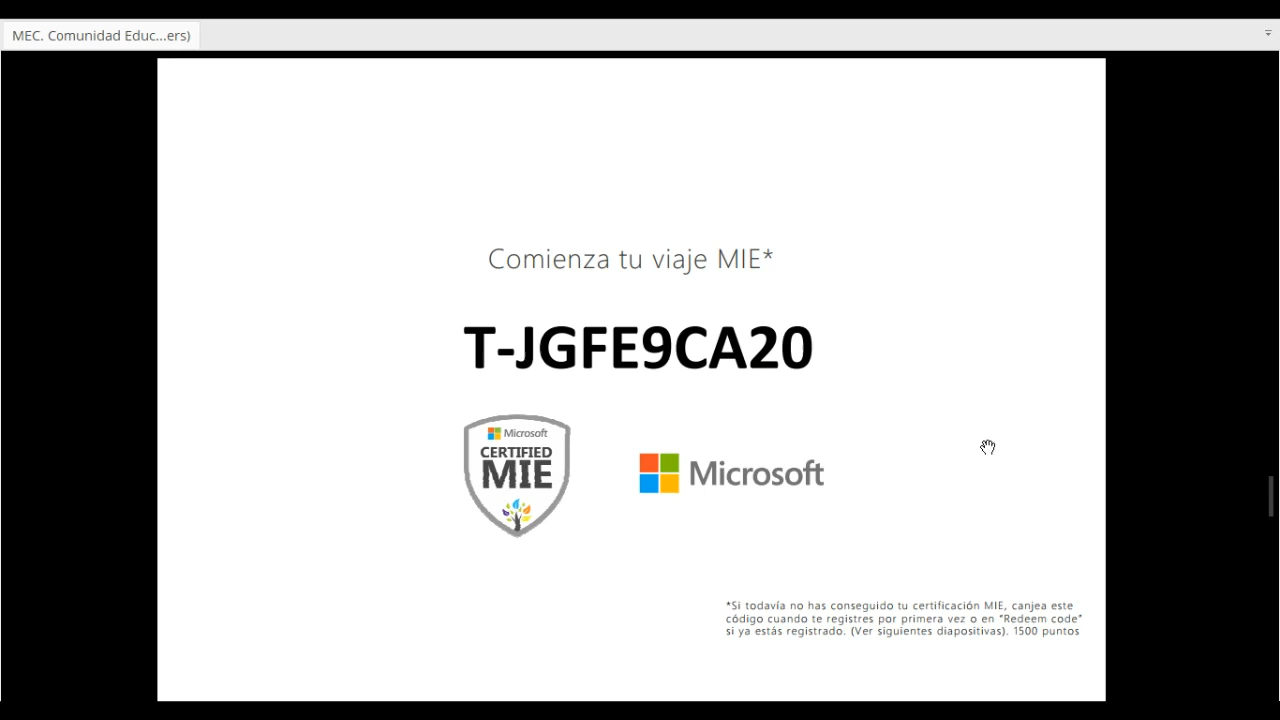 MEC. Comunidad Educ...ers)
Comienza tu viaje MIE*
T-JGFE9CA20
Microsoft
CERTIFIED
MIE
Microsoft
*Si todavía no has conseguido tu certificación MIE, canjea este
código cuando te registres por primera vez o en “Redeem code”
si ya estás registrado. (Ver siguientes diapositivas). 1500 puntos